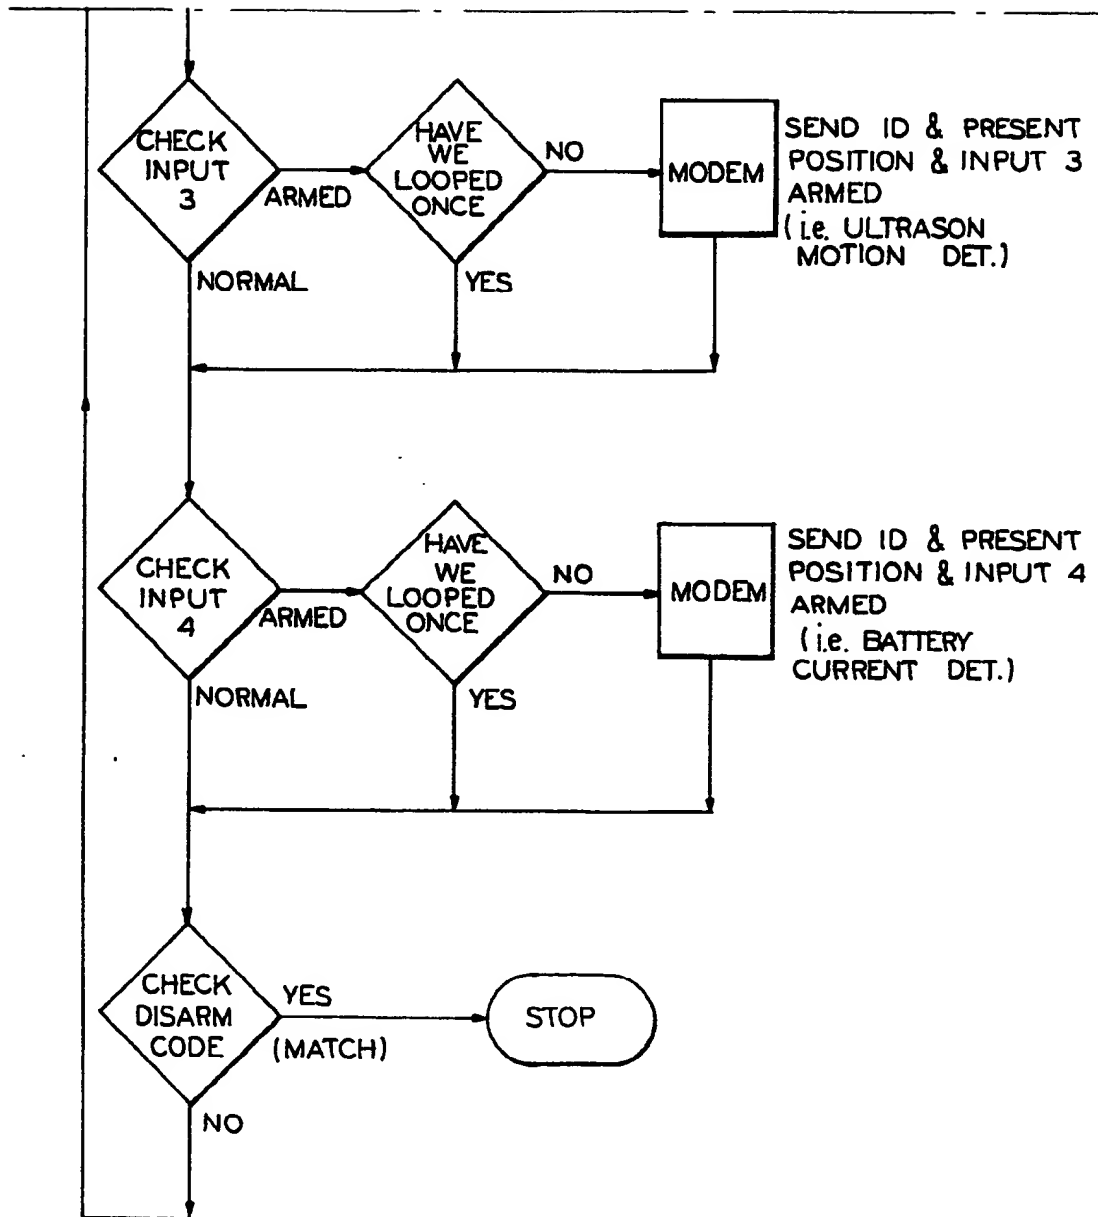 CHECK
INPUT
3
ARMED
NORMAL
HAVE
WE
LOOPED
ONCE
NO
YES
MODEM
SEND ID & PRESENT
POSITION & INPUT 3
ARMED
(i.e. ULTRASON
MOTION DET.)
CHECK
INPUT
4
ARMED
NORMAL
HAVE
WE
LOOPED
ONCE
NO
YES
MODEM
SEND ID & PRESENT
POSITION & INPUT 4
ARMED
(i.e. BATTERY
CURRENT DET.)
CHECK
DISARM
CODE
YES
(MATCH)
NO
STOP